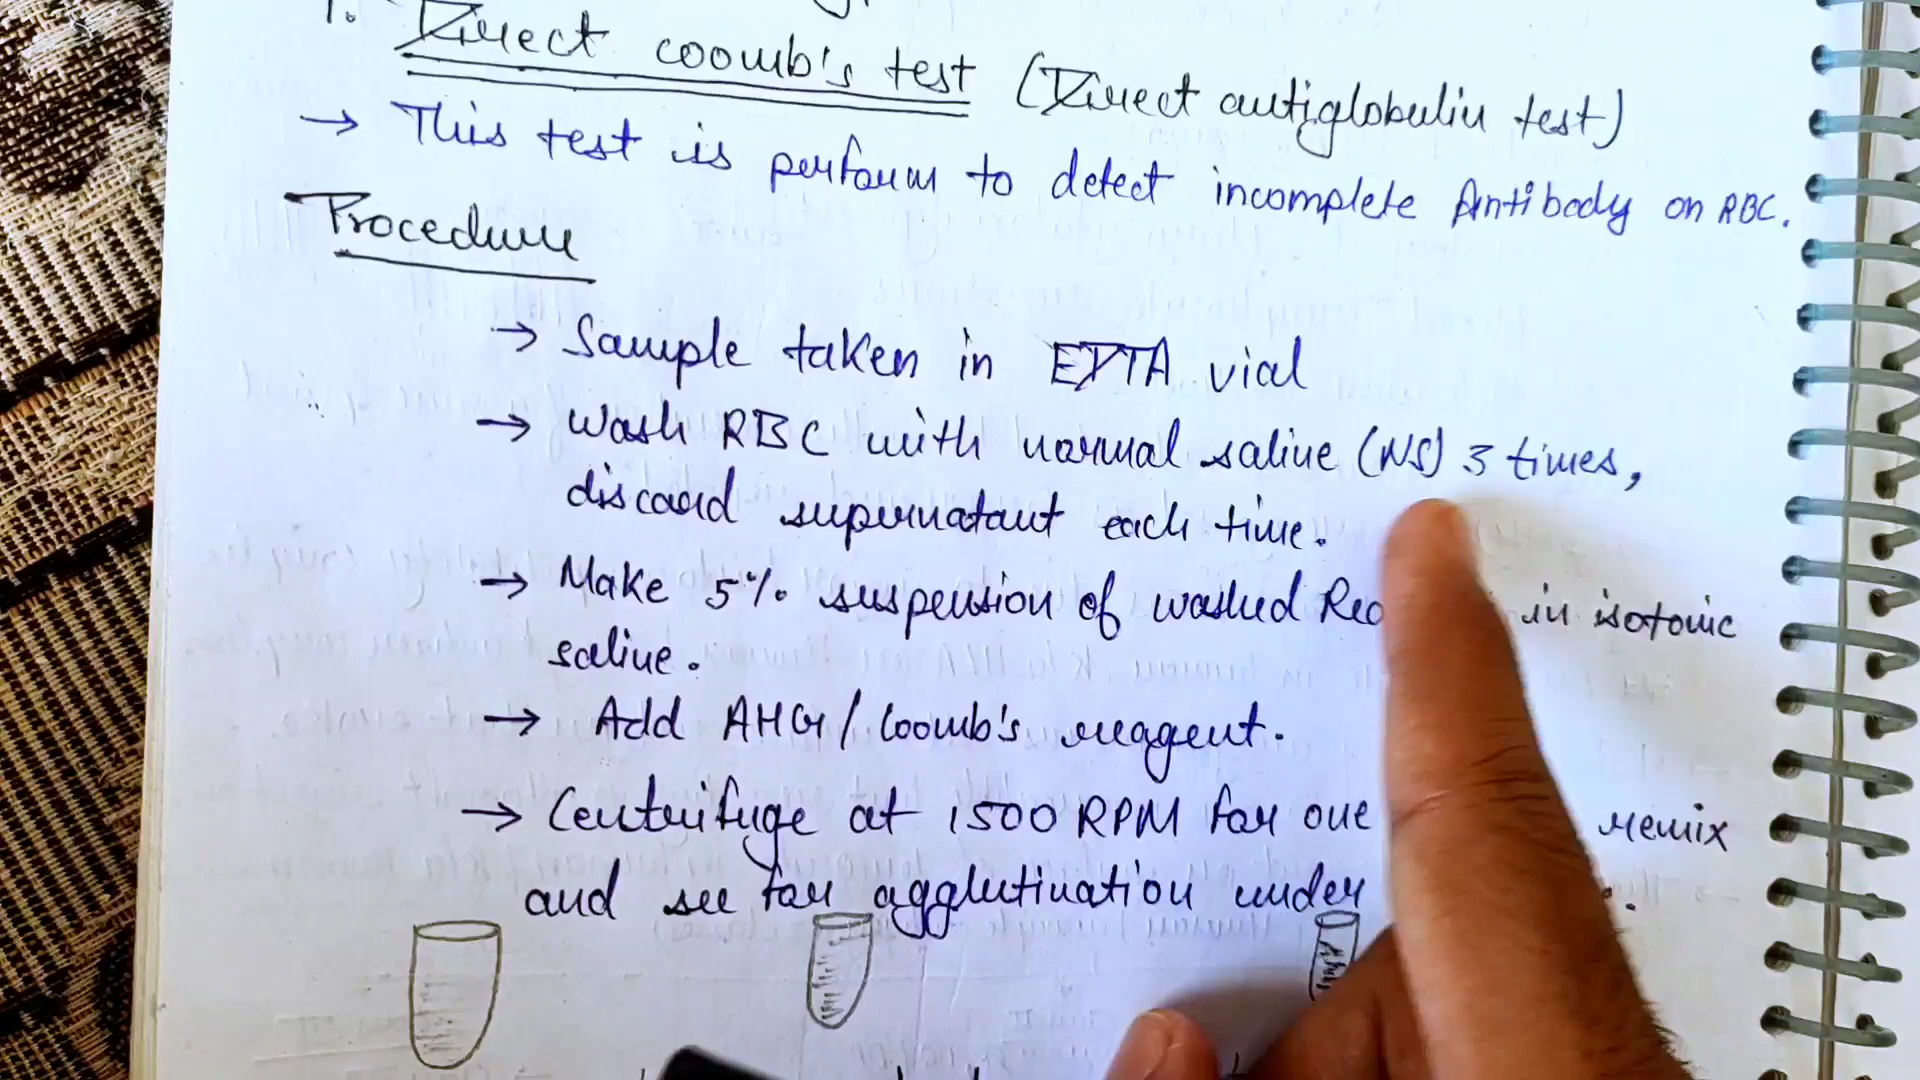 1. Direct coomb's test (Direct antiglobulin test)
→ This test is perform to detect incomplete Antibody on RBC.
Procedure
→ Sample taken in EDTA vial
→ Wash RBC with normal saline (NS) 3 times,
discard supernatant each time.
→ Make 5% suspension of washed in isotonic
saline.
→ Add AHG/Coomb's reagent.
→ Centrifuge at 1500 RPM for one remix
and see for agglutination under